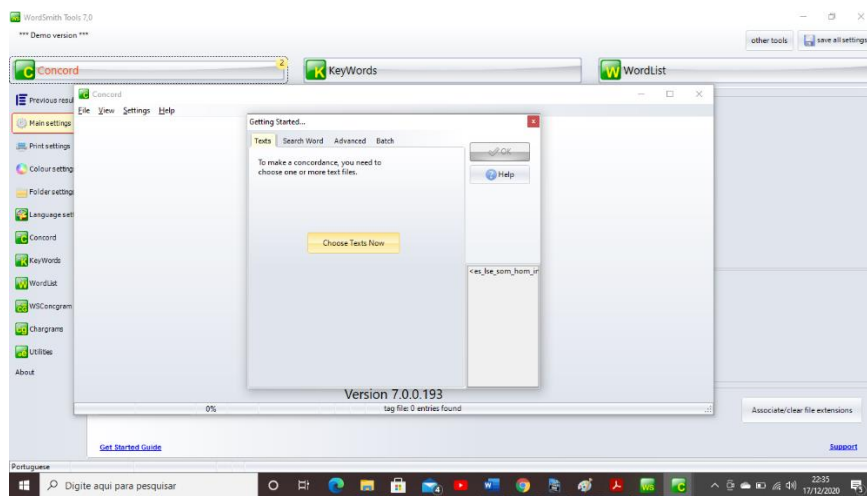 WordSmith Tools 7,0
*** Demo version ***
other tools
save all settings
Concord
2
KeyWords
WordList
Previous resul
Main settings
Print settings
Colour setting
Folder setting
Language sett
Concord
KeyWords
WordList
WSConcgram
Chargrams
Utilities
About
Concord
File View Settings Help
Getting Started...
Texts Search Word Advanced Batch
To make a concordance, you need to
choose one or more text files.
Choose Texts Now
OK
Help
<es_lse_som_hom_ir
Version 7.0.0.193
0% tag file: 0 entries found
Associate/clear file extensions
Get Started Guide
Support
Portuguese
Digite aqui para pesquisar
4
22:35
17/12/2020